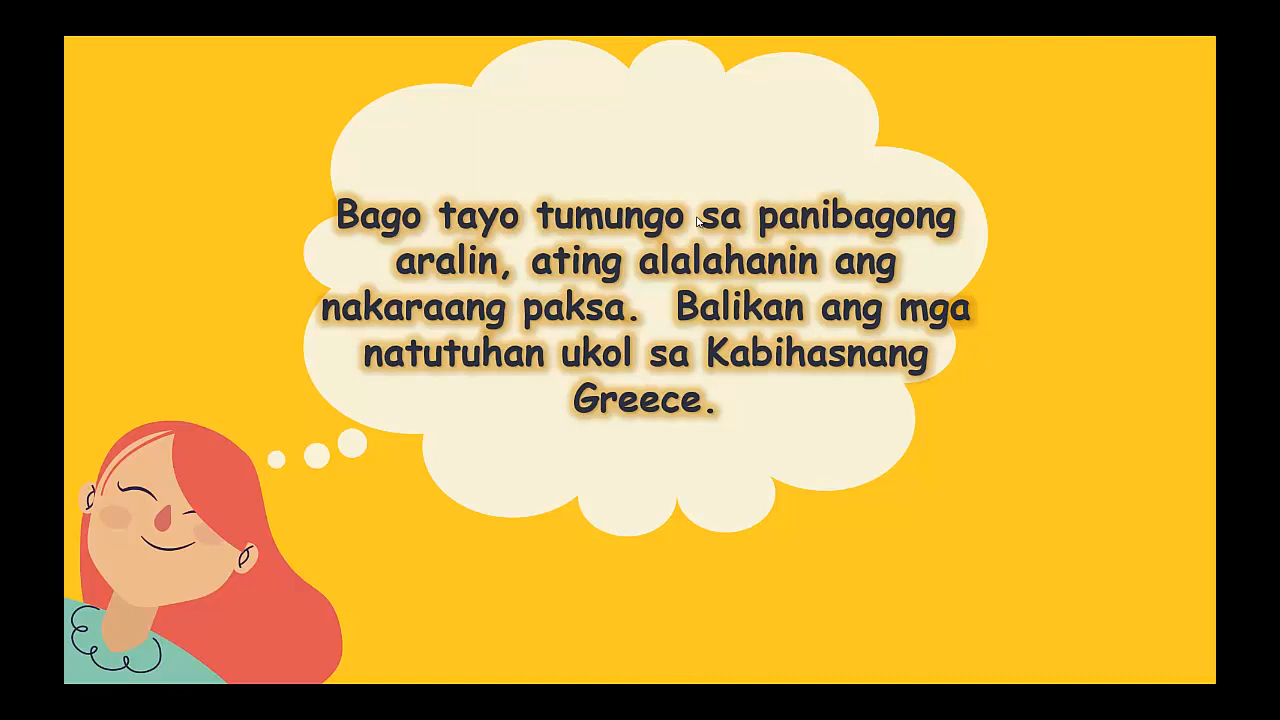 Bago tayo tumungo sa panibagong
aralin, ating alalahanin ang
nakaraang paksa. Balikan ang mga
natutuhan ukol sa Kabihasnang
Greece.